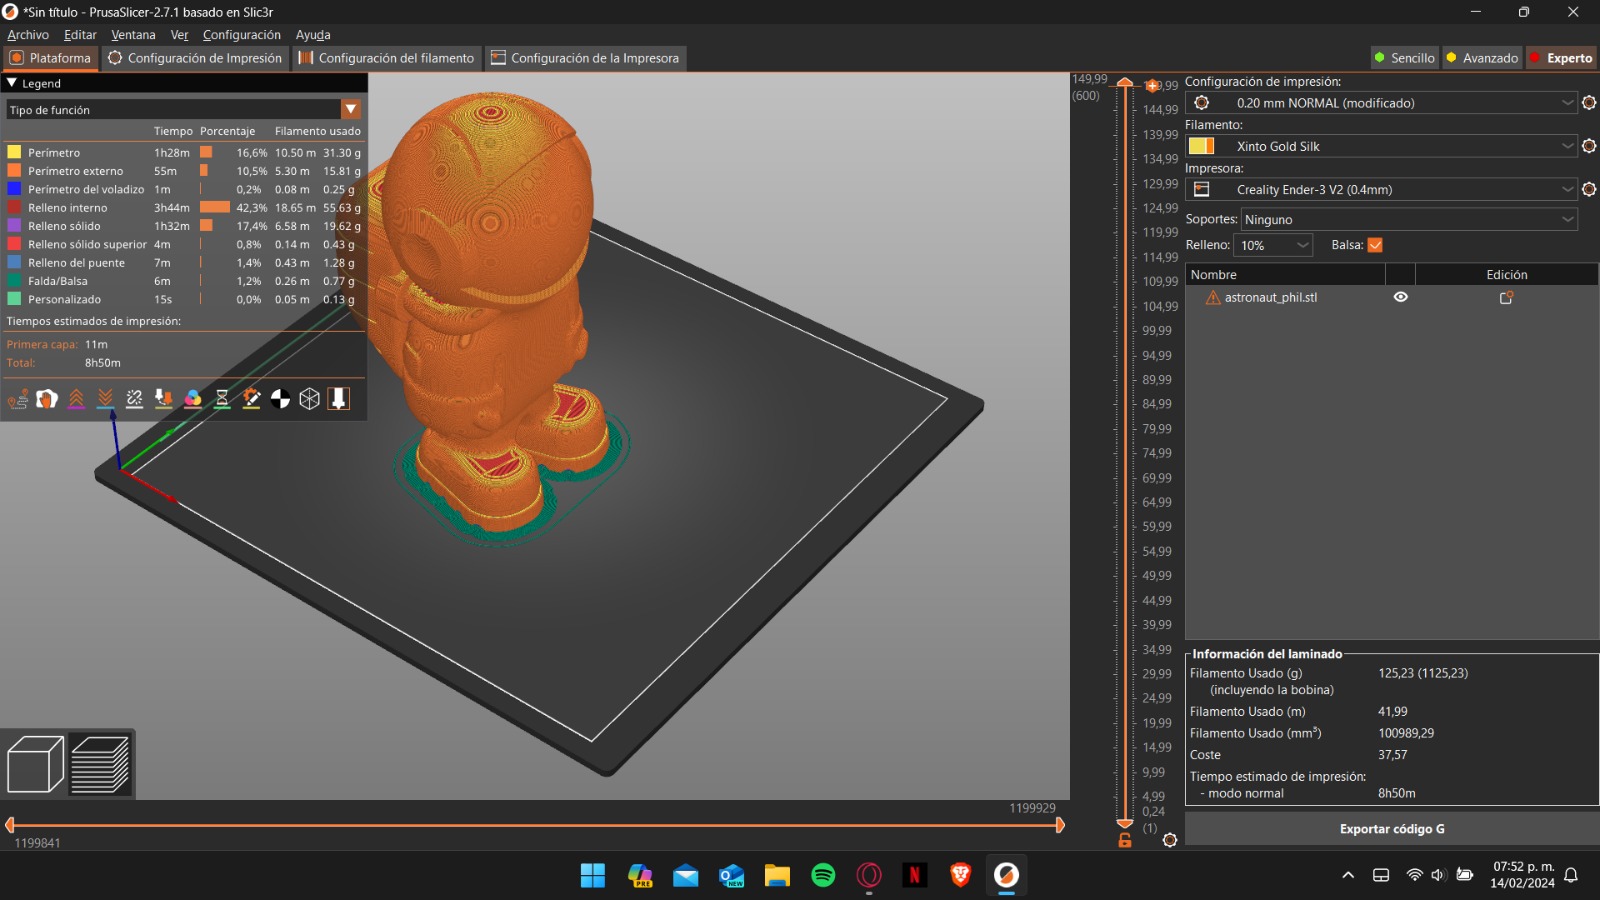 *Sin título - PrusaSlicer-2.7.1 basado en Slic3r
Archivo Editar Ventana Ver Configuración Ayuda
Plataforma Configuración de Impresión Configuración del filamento Configuración de la Impresora Sencillo Avanzado Experto
Legend
Tipo de función
Tiempo Porcentaje Filamento usado
Perímetro 1h28m 16,6% 10.50 m 31.30 g
Perímetro externo 55m 10,5% 5.30 m 15.81 g
Perímetro del voladizo 1m 0,2% 0.08 m 0.25 g
Relleno interno 3h44m 42,3% 18.65 m 55.63 g
Relleno sólido 1h32m 17,4% 6.58 m 19.62 g
Relleno sólido superior 4m 0,8% 0.14 m 0.43 g
Relleno del puente 7m 1,4% 0.43 m 1.28 g
Falda/Balsa 6m 1,2% 0.26 m 0.77 g
Personalizado 15s 0,0% 0.05 m 0.13 g
Tiempos estimados de impresión:
Primera capa: 11m
Total: 8h50m
149,99
(600)
144,99
139,99
134,99
129,99
124,99
119,99
114,99
109,99
104,99
99,99
94,99
89,99
84,99
79,99
74,99
69,99
64,99
59,99
54,99
49,99
44,99
39,99
34,99
29,99
24,99
19,99
14,99
9,99
4,99
0,24
(1)
1199929
1199841
Configuración de impresión:
0.20 mm NORMAL (modificado)
Filamento:
Xinto Gold Silk
Impresora:
Creality Ender-3 V2 (0.4mm)
Soportes: Ninguno
Relleno: 10% Balsa:
Nombre Edición
astronaut_phil.stl
Información del laminado
Filamento Usado (g) 125,23 (1125,23)
(incluyendo la bobina)
Filamento Usado (m) 41,99
Filamento Usado (mm³) 100989,29
Coste 37,57
Tiempo estimado de impresión:
- modo normal 8h50m
Exportar código G
PRE
NEW
N
07:52 p. m.
14/02/2024